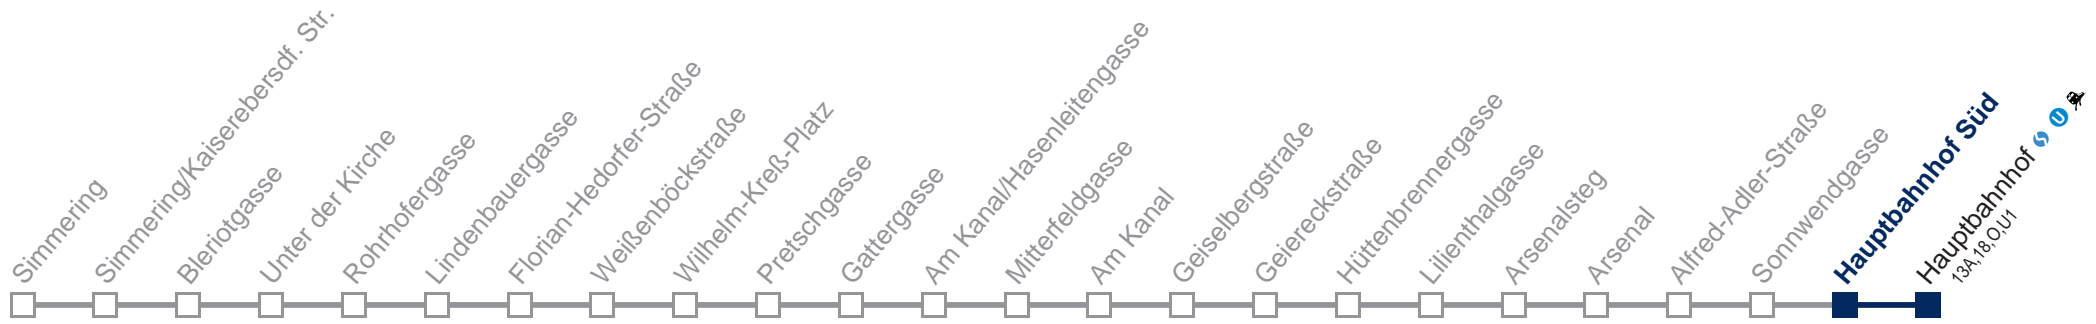 Simmering
Simmering/Kaiserebersdf. Str.
Bleriotgasse
Unter der Kirche
Rohrhofergasse
Lindenbauergasse
Florian-Hedorfer-Straße
Weißenböckstraße
Wilhelm-Kreß-Platz
Pretschgasse
Gattergasse
Am Kanal/Hasenleitengasse
Mitterfeldgasse
Am Kanal
Geiselbergstraße
Geiereckstraße
Hüttenbrennergasse
Lilienthalgasse
Arsenalsteg
Arsenal
Alfred-Adler-Straße
Sonnwendgasse
Hauptbahnhof Süd
Hauptbahnhof U
13A,18,O,U1